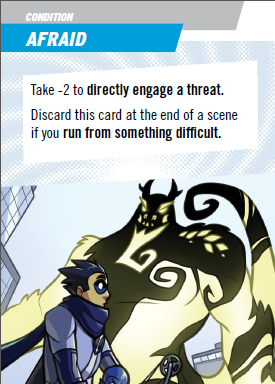 CONDITION
AFRAID
Take -2 to directly engage a threat.
Discard this card at the end of a scene
if you run from something difficult.